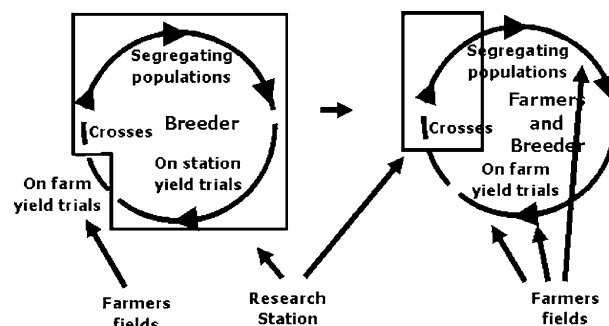 Segregating
populations
Crosses
Breeder
On station
yield trials
On farm
yield trials
Farmers
fields
Research
Station
Segregating
populations
Crosses
Farmers
and
Breeder
On farm
yield trials
Farmers
fields